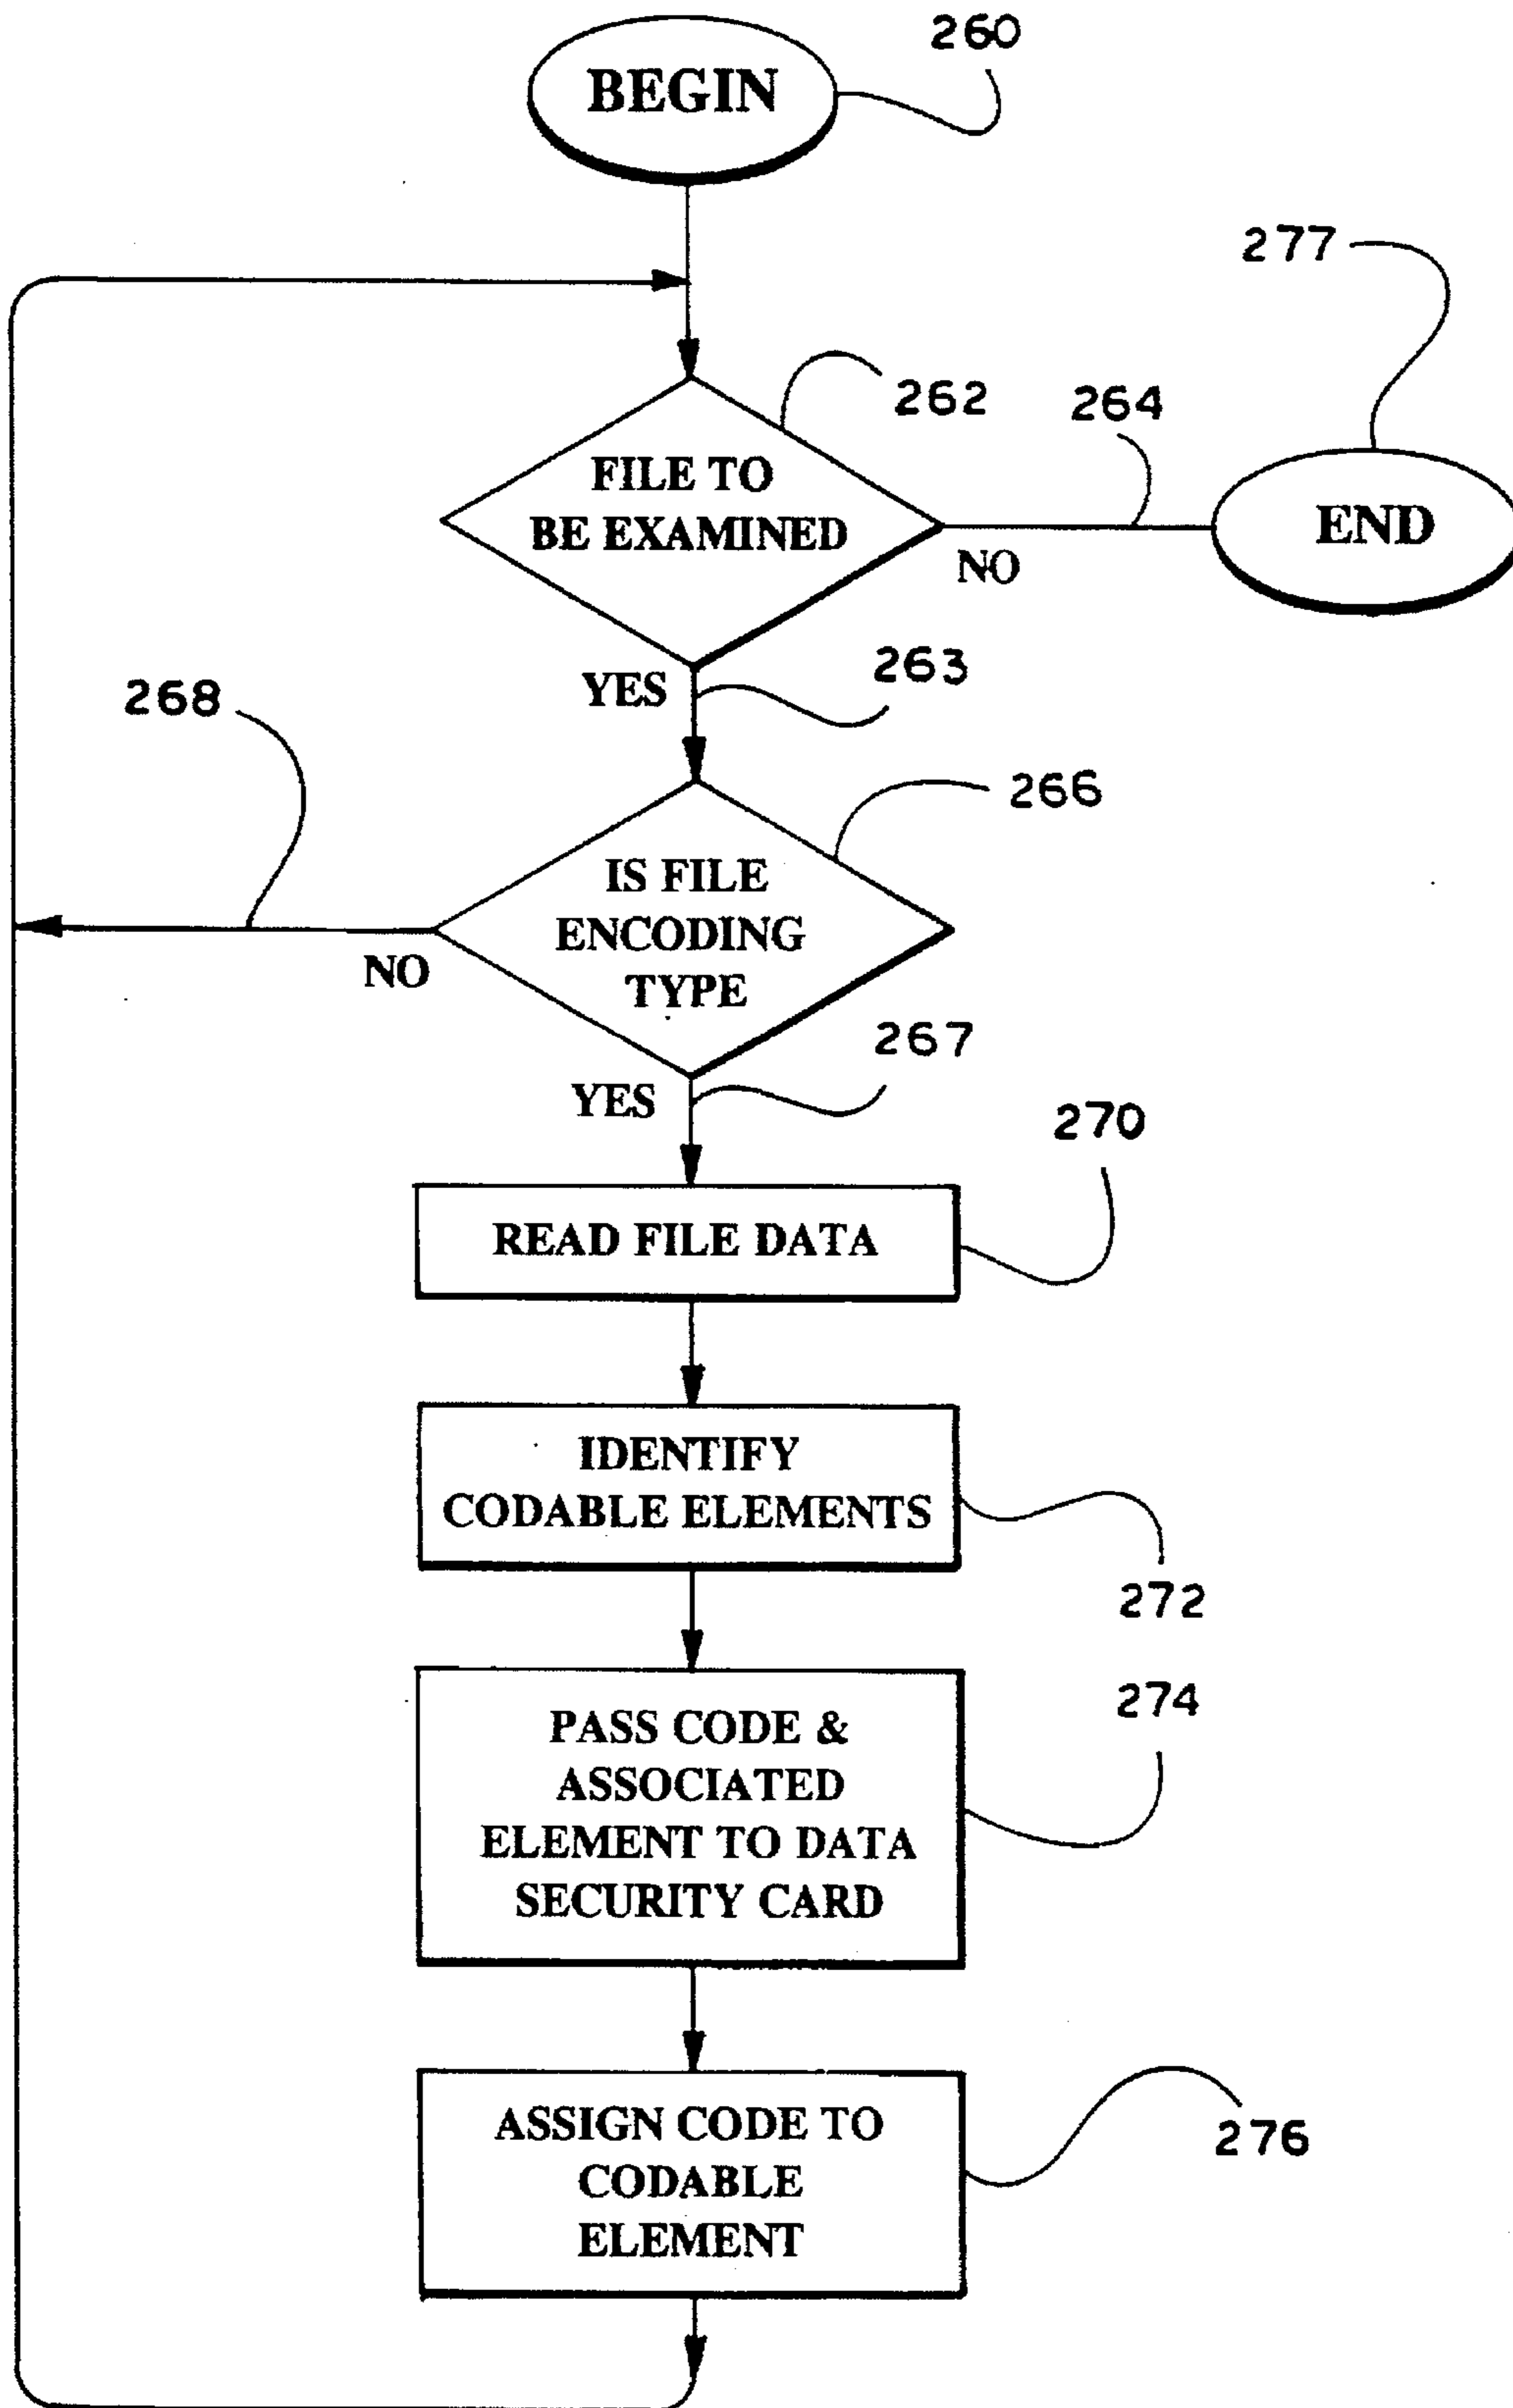 260
BEGIN
277
262
264
FILE TO
BE EXAMINED
END
NO
263
YES
268
266
IS FILE
ENCODING
TYPE
NO
267
YES
270
READ FILE DATA
IDENTIFY
CODABLE ELEMENTS
272
274
PASS CODE &
ASSOCIATED
ELEMENT TO DATA
SECURITY CARD
ASSIGN CODE TO
CODABLE
ELEMENT
276